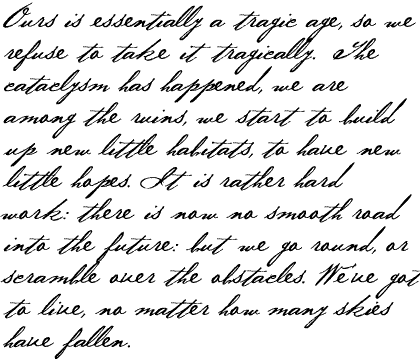 Ours is essentially a tragic age, so we
refuse to take it tragically. The
cataclysm has happened, we are
among the ruins, we start to build
up new little habitats, to have new
little hopes. It is rather hard
work: there is now no smooth road
into the future: but we go round, or
scramble over the obstacles. We've got
to live, no matter how many skies
have fallen.